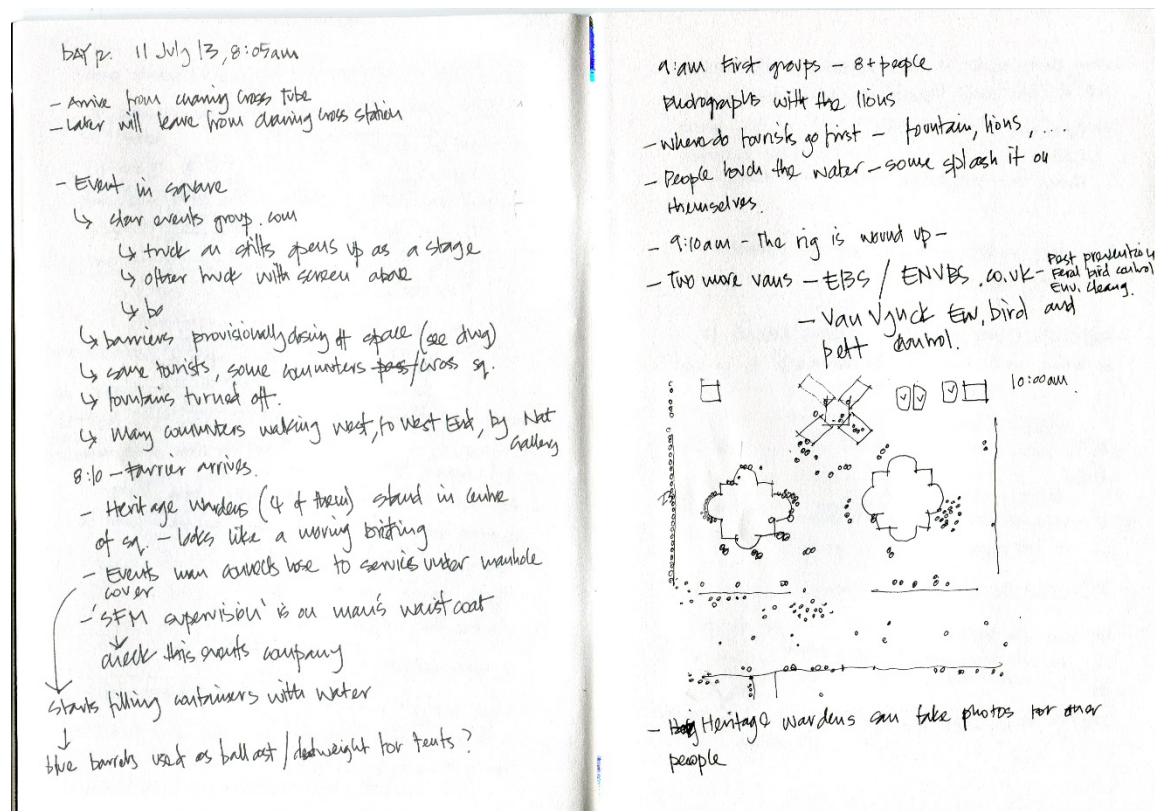 DAY 2. 11 July 13, 8:05am
- Arrive from charing cross tube
- Later will leave from charing cross station
- Event in square
↳ star events group.com
↳ truck on stilts opens up as a stage
↳ other truck with screen above
↳ bo
↳ barriers provisionally closing off space (see dwg)
↳ some tourists, some commuters pass/cross sq.
↳ fountains turned off.
↳ Many commuters walking west, to West End, by Nat
Gallery
8:10 - arrives.
- Heritage wardens (4 of them) stand in centre
of sq. - looks like a morning briefing
- Events man connects hose to service water manhole
cover
- 'SFM supervision' is on man's waistcoat
check this events company
starts filling containers with water
blue barrels used as ballast / deadweight for tents?
9:am First groups - 8+people
photographs with the lions
- where do tourists go first - fountain, lions, ...
- People touch the water - some splash it on
themselves.
- 9:10am - The rig is wound up -
- Two more vans - EBS / ENVBS.co.uk - Pest prevention
Feral bird control
Env. cleang.
- Van Env, bird and
pest control.
10:00am
- Heritage wardens can take photos for other
people